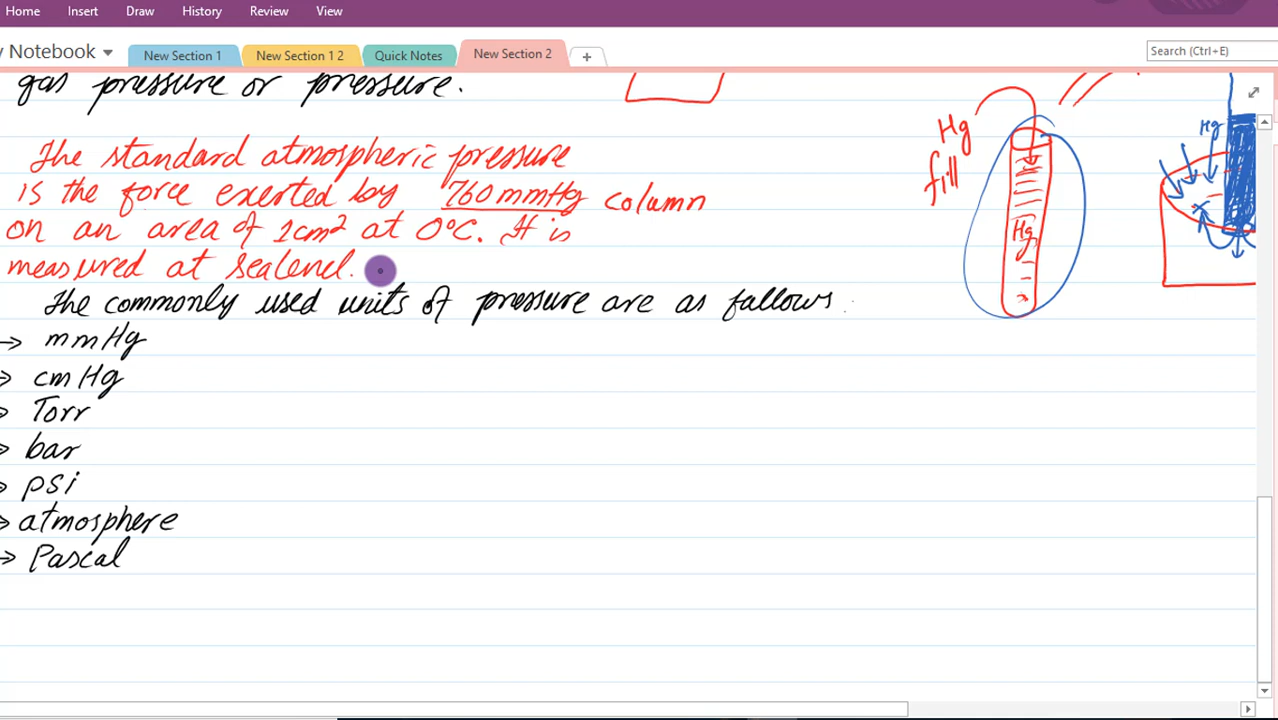 Home Insert Draw History Review View
y Notebook New Section 1 New Section 1 2 Quick Notes New Section 2 + Search (Ctrl+E)
gas pressure or pressure.
The standard atmospheric pressure
is the force exerted by 760 mmHg column
on an area of 1cm² at 0°C. It is
measured at sealevel.
The commonly used units of pressure are as fallows
→ mmHg
→ cm Hg
→ Torr
→ bar
→ psi
→ atmosphere
→ Pascal
Hg
fill
Hg
Hg